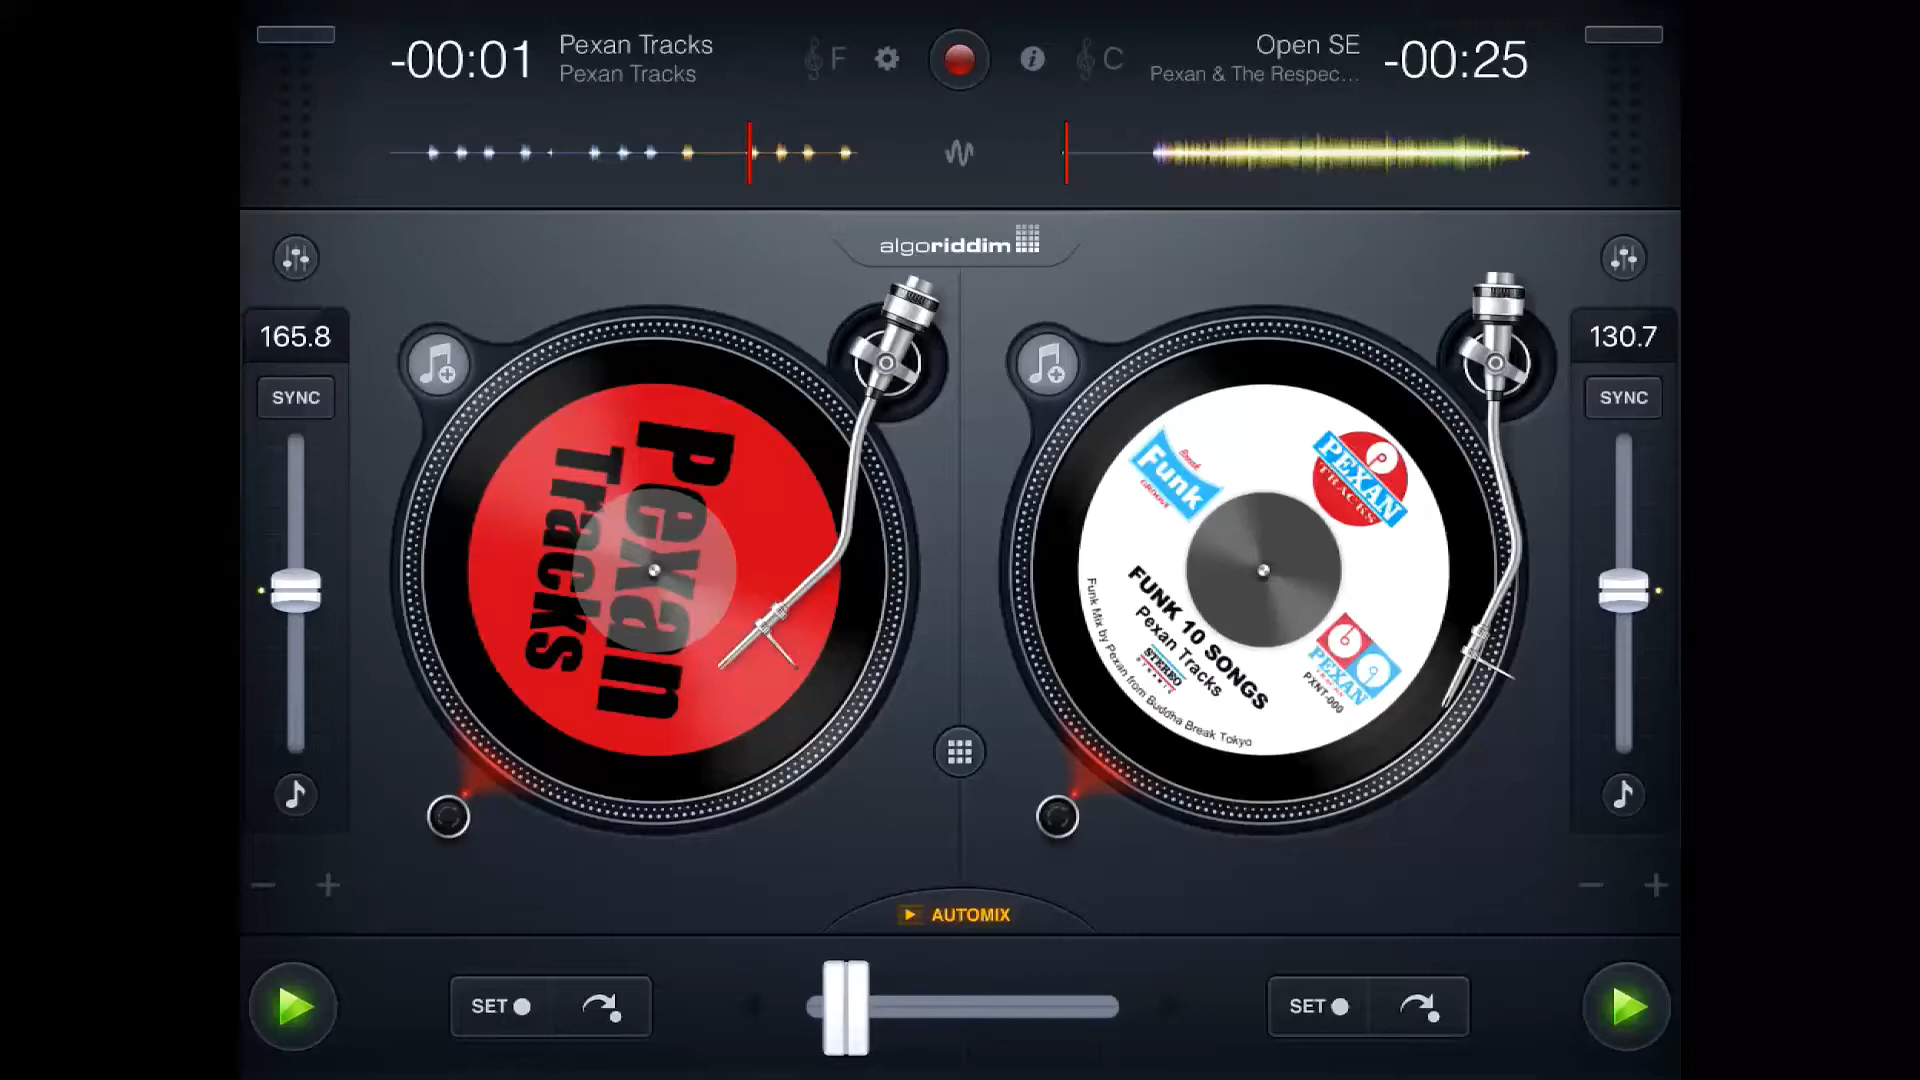 -00:01
Pexan Tracks
Pexan Tracks
F
C
Open SE
Pexan & The Respec...
-00:25
algoriddim
165.8
SYNC
130.7
SYNC
Pexan
Tracks
Break
Funk
GROOVE
P
PEXAN
TRACKS
FUNK 10 SONGS
Pexan Tracks
STEREO
PEXAN
PXNT-000
Funk Mix by Pexan from Buddha Break Tokyo
AUTOMIX
SET
SET